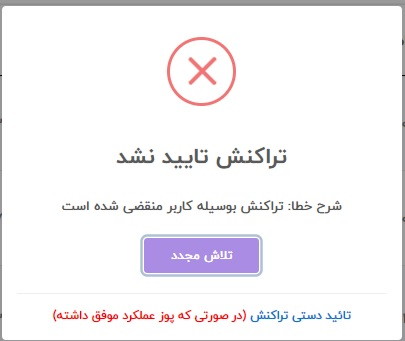 تراکنش تایید نشد
شرح خطا: تراکنش بوسیله کاربر منقضی شده است
تلاش مجدد
تائید دستی تراکنش (در صورتی که پوز عملکرد موفق داشته)